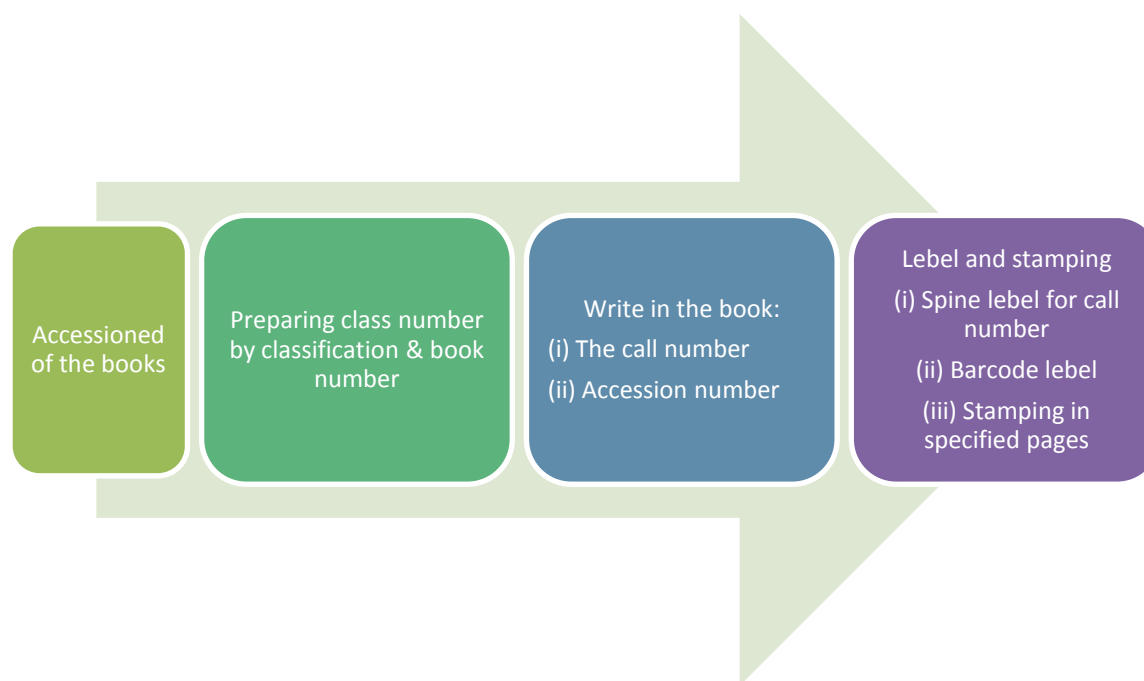 Accessioned
of the books
Preparing class number
by classification & book
number
Write in the book:
(i) The call number
(ii) Accession number
Lebel and stamping
(i) Spine lebel for call
number
(ii) Barcode lebel
(iii) Stamping in
specified pages